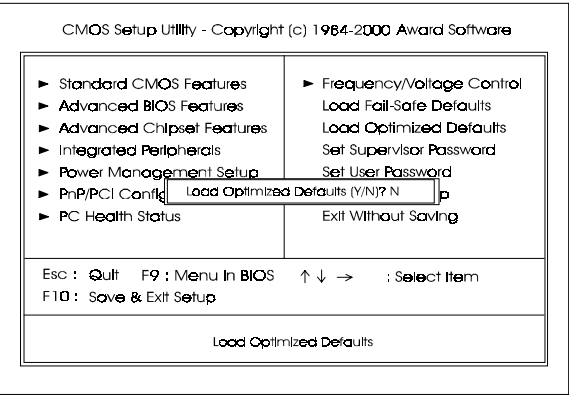 CMOS Setup Utility - Copyright (c) 1984-2000 Award Software
► Standard CMOS Features
► Advanced BIOS Features
► Advanced Chipset Features
► Integrated Peripherals
► Power Management Setup
► PnP/PCI Config
► PC Health Status
► Frequency/Voltage Control
Load Fail-Safe Defaults
Load Optimized Defaults
Set Supervisor Password
Set User Password
p
Exit Without Saving
Load Optimized Defaults (Y/N)? N
Esc : Quit F9 : Menu in BIOS ↑ ↓ → : Select Item
F10 : Save & Exit Setup
Load Optimized Defaults